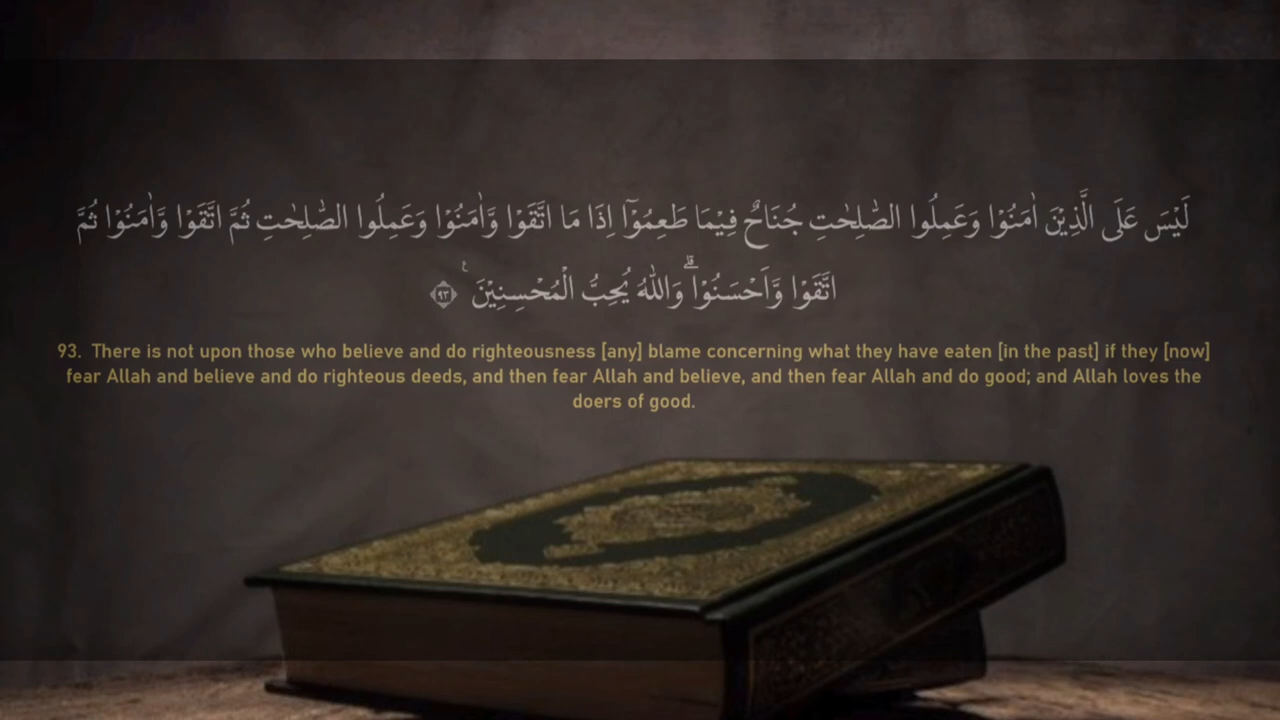 لَيْسَ عَلَى الَّذِيْنَ اٰمَنُوْا وَعَمِلُوا الصّٰلِحٰتِ جُنَاحٌ فِيْمَا طَعِمُوْٓا اِذَا مَا اتَّقَوْا وَّاٰمَنُوْا وَعَمِلُوا الصّٰلِحٰتِ ثُمَّ اتَّقَوْا وَّاٰمَنُوْا ثُمَّ
اتَّقَوْا وَّاَحْسَنُوْا ۗوَاللّٰهُ يُحِبُّ الْمُحْسِنِيْنَ ࣖ ٩٣
93. There is not upon those who believe and do righteousness [any] blame concerning what they have eaten [in the past] if they [now]
fear Allah and believe and do righteous deeds, and then fear Allah and believe, and then fear Allah and do good; and Allah loves the
doers of good.